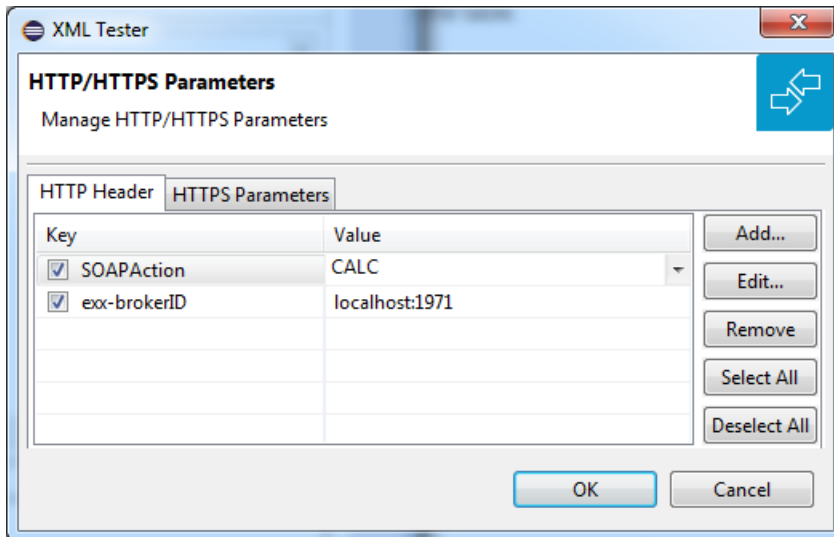 XML Tester
HTTP/HTTPS Parameters
Manage HTTP/HTTPS Parameters
HTTP Header HTTPS Parameters
Key Value
SOAPAction CALC
exx-brokerID localhost:1971
Add...
Edit...
Remove
Select All
Deselect All
OK Cancel